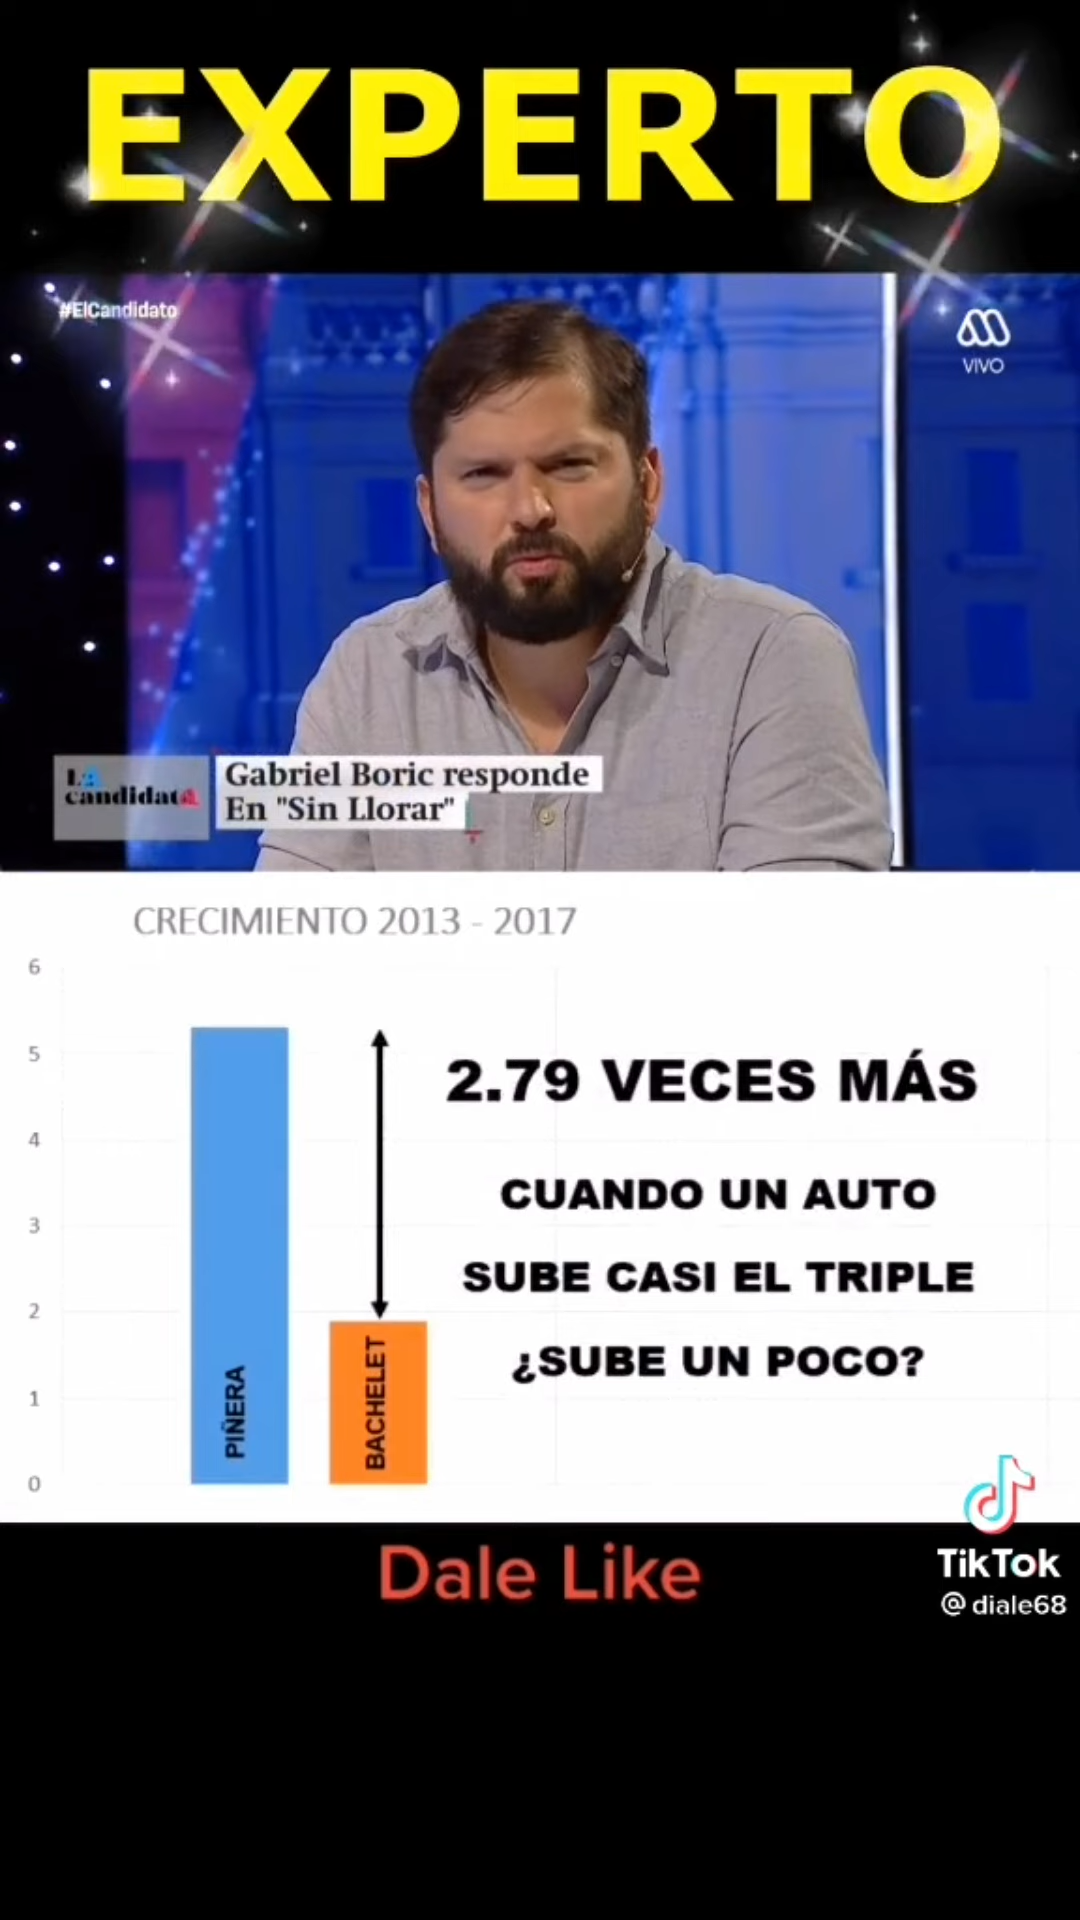 EXPERTO
#ElCandidato
VIVO
La
candidata
Gabriel Boric responde
En "Sin Llorar"
CRECIMIENTO 2013 - 2017
6
5
4
3
2
1
0
2.79 VECES MÁS
CUANDO UN AUTO
SUBE CASI EL TRIPLE
¿SUBE UN POCO?
PIÑERA
BACHELET
TikTok
@diale68
Dale Like